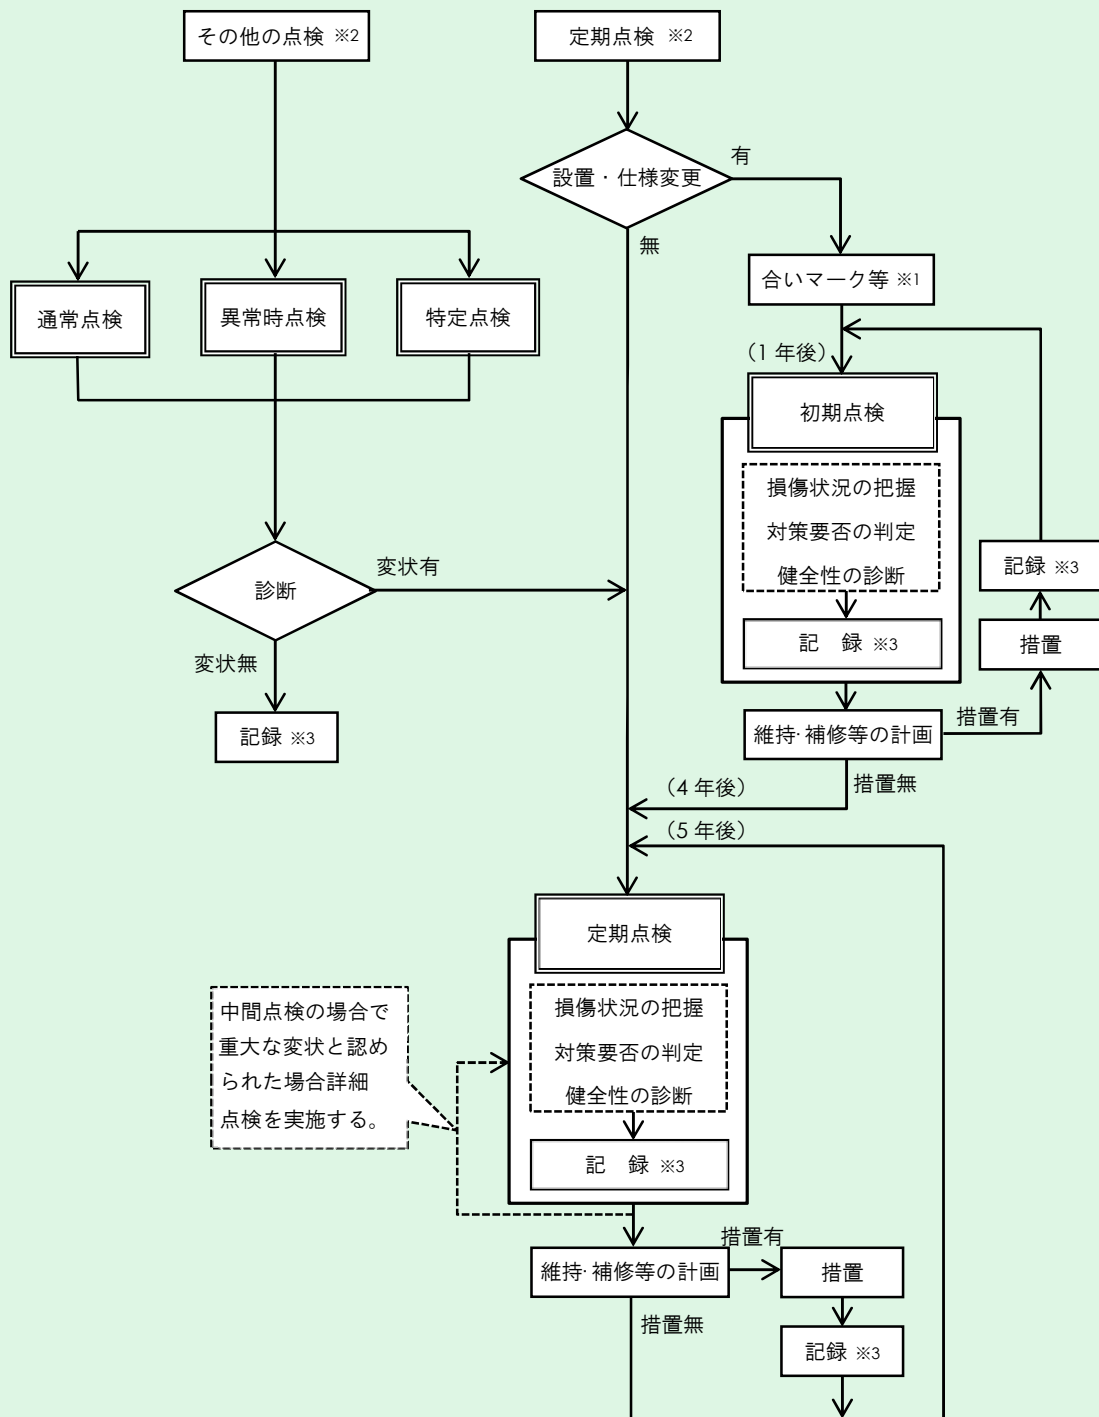 その他の点検 ※2
定期点検 ※2
設置・仕様変更
有
無
通常点検
異常時点検
特定点検
合いマーク等 ※1
（1 年後）
初期点検
損傷状況の把握
対策要否の判定
健全性の診断
記　録 ※3
記録 ※3
措置
診断
変状有
変状無
記録 ※3
維持・補修等の計画
措置有
措置無
（4 年後）
（5 年後）
定期点検
損傷状況の把握
対策要否の判定
健全性の診断
記　録 ※3
中間点検の場合で
重大な変状と認め
られた場合詳細
点検を実施する。
維持・補修等の計画
措置有
措置
措置無
記録 ※3